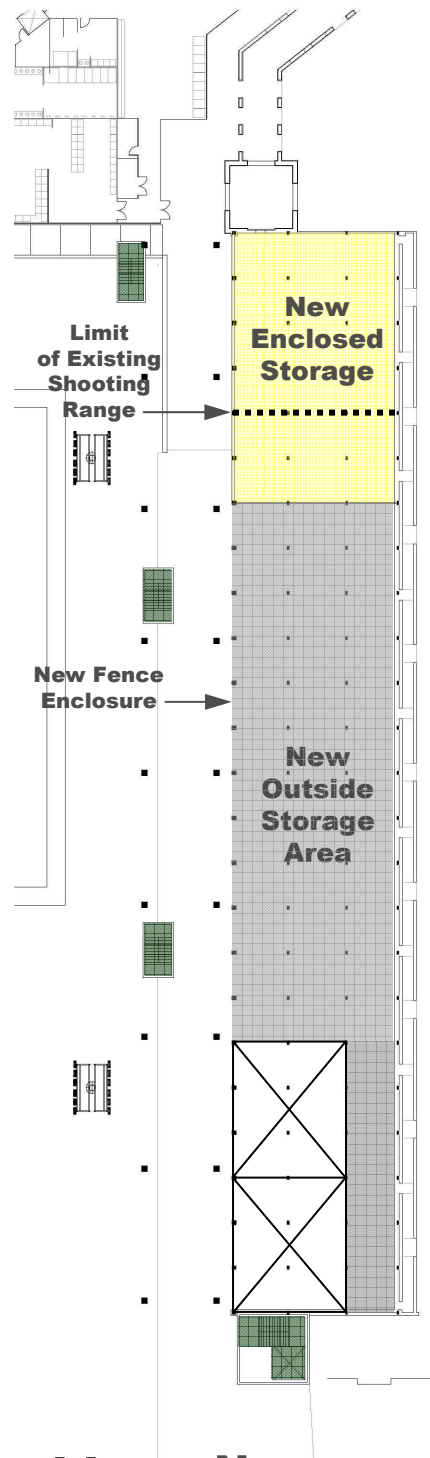 New
Enclosed
Storage
Limit
of Existing
Shooting
Range
New Fence
Enclosure
New
Outside
Storage
Area